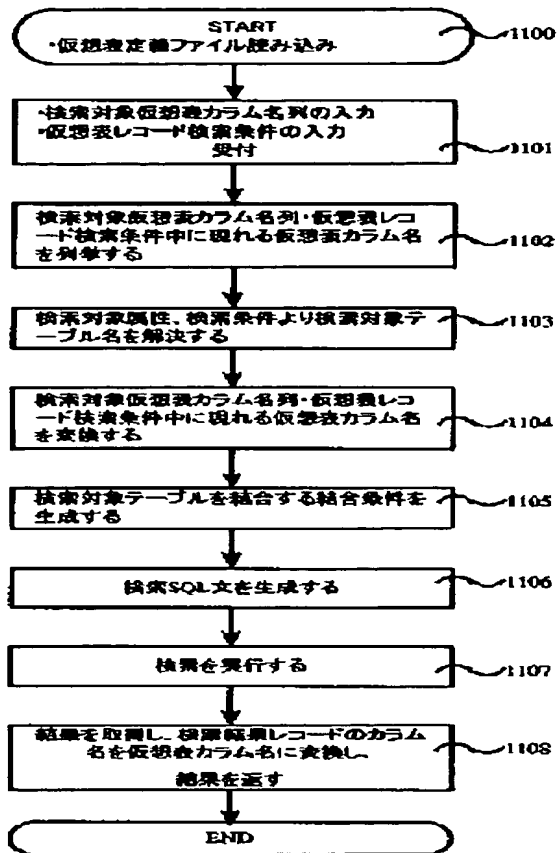 START
・仮想表定義ファイル読み込み
1100
・検索対象仮想表カラム名列の入力
・仮想表レコード検索条件の入力
受付
1101
検索対象仮想表カラム名列・仮想表レコ
ード検索条件中に現れる仮想表カラム名
を列挙する
1102
検索対象属性、検索条件より検索対象テ
ーブル名を解決する
1103
検索対象仮想表カラム名列・仮想表レコ
ード検索条件中に現れる仮想表カラム名
を変換する
1104
検索対象テーブルを結合する結合条件を
生成する
1105
検索SQL文を生成する
1106
検索を実行する
1107
結果を取得し、検索結果レコードのカラム
名を仮想表カラム名に変換し、
結果を返す
1108
END